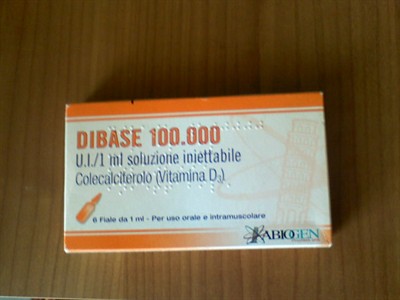 DIBASE 100.000
U.I./1 ml soluzione iniettabile
Colecalciferolo (Vitamina D₃)
6 Fiale da 1 ml - Per uso orale e intramuscolare
ABIOGEN